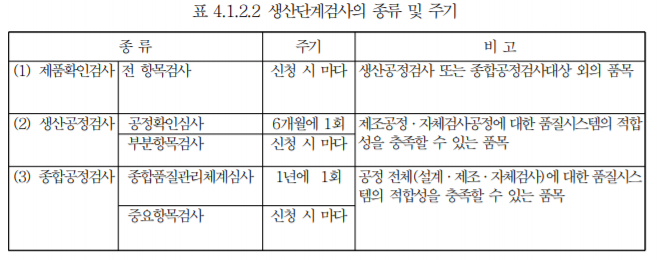 표 4.1.2.2 생산단계검사의 종류 및 주기
종 류 주기 비 고
(1) 제품확인검사 전 항목검사 신청 시 마다 생산공정검사 또는 종합공정검사대상 외의 품목
(2) 생산공정검사 공정확인심사 6개월에 1회 제조공정·자체검사공정에 대한 품질시스템의 적합
부분항목검사 신청 시 마다 성을 충족할 수 있는 품목
(3) 종합공정검사 종합품질관리체계심사 1년에 1회 공정 전체(설계·제조·자체검사)에 대한 품질시스
템의 적합성을 충족할 수 있는 품목
중요항목검사 신청 시 마다